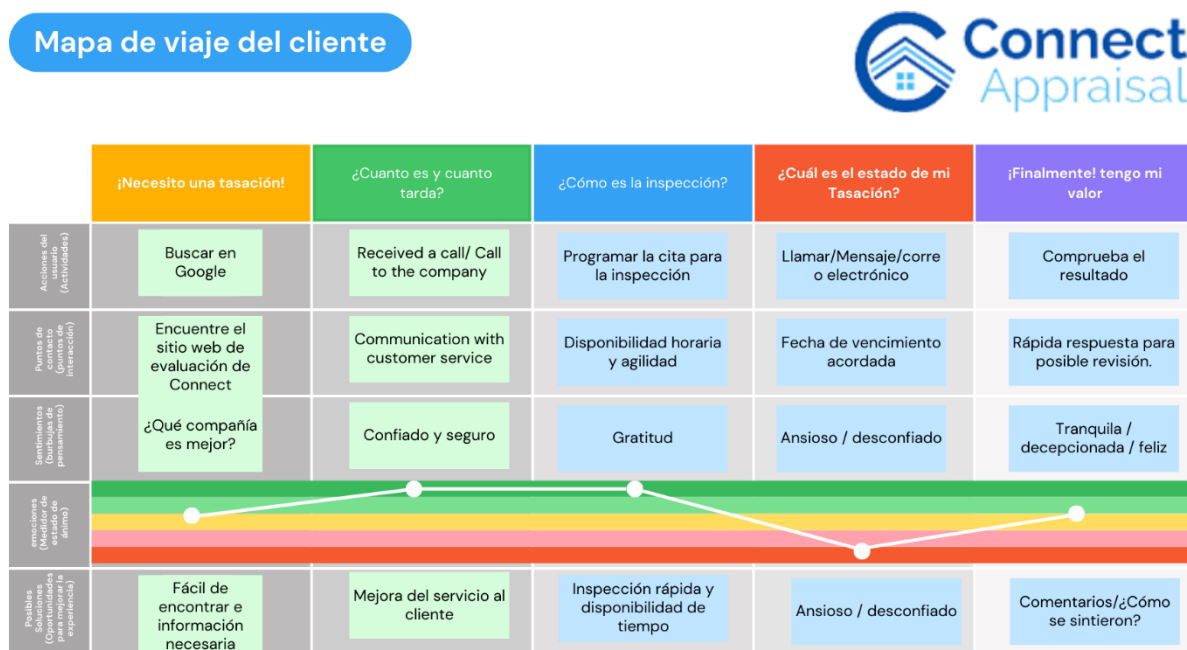 Mapa de viaje del cliente
Connect
Appraisal
¡Necesito una tasación!
¿Cuanto es y cuanto
tarda?
¿Cómo es la inspección?
¿Cuál es el estado de mi
Tasación?
¡Finalmente! tengo mi
valor
Acciones del
usuario
(Actividades)
Buscar en
Google
Received a call/ Call
to the company
Programar la cita para
la inspección
Llamar/Mensaje/corre
o electrónico
Comprueba el
resultado
Puntos de
contacto
(puntos de
interacción)
Encuentre el
sitio web de
evaluación de
Connect
Communication with
customer service
Disponibilidad horaria
y agilidad
Fecha de vencimiento
acordada
Rápida respuesta para
posible revisión.
Sentimientos
(burbujas de
pensamiento)
¿Qué compañía
es mejor?
Confiado y seguro
Gratitud
Ansioso / desconfiado
Tranquila /
decepcionada / feliz
emociones
(Medidor de
estado de
ánimo)
Posibles
Soluciones
(Oportunidades
para mejorar la
experiencia)
Fácil de
encontrar e
información
necesaria
Mejora del servicio al
cliente
Inspección rápida y
disponibilidad de
tiempo
Ansioso / desconfiado
Comentarios/¿Cómo
se sintieron?